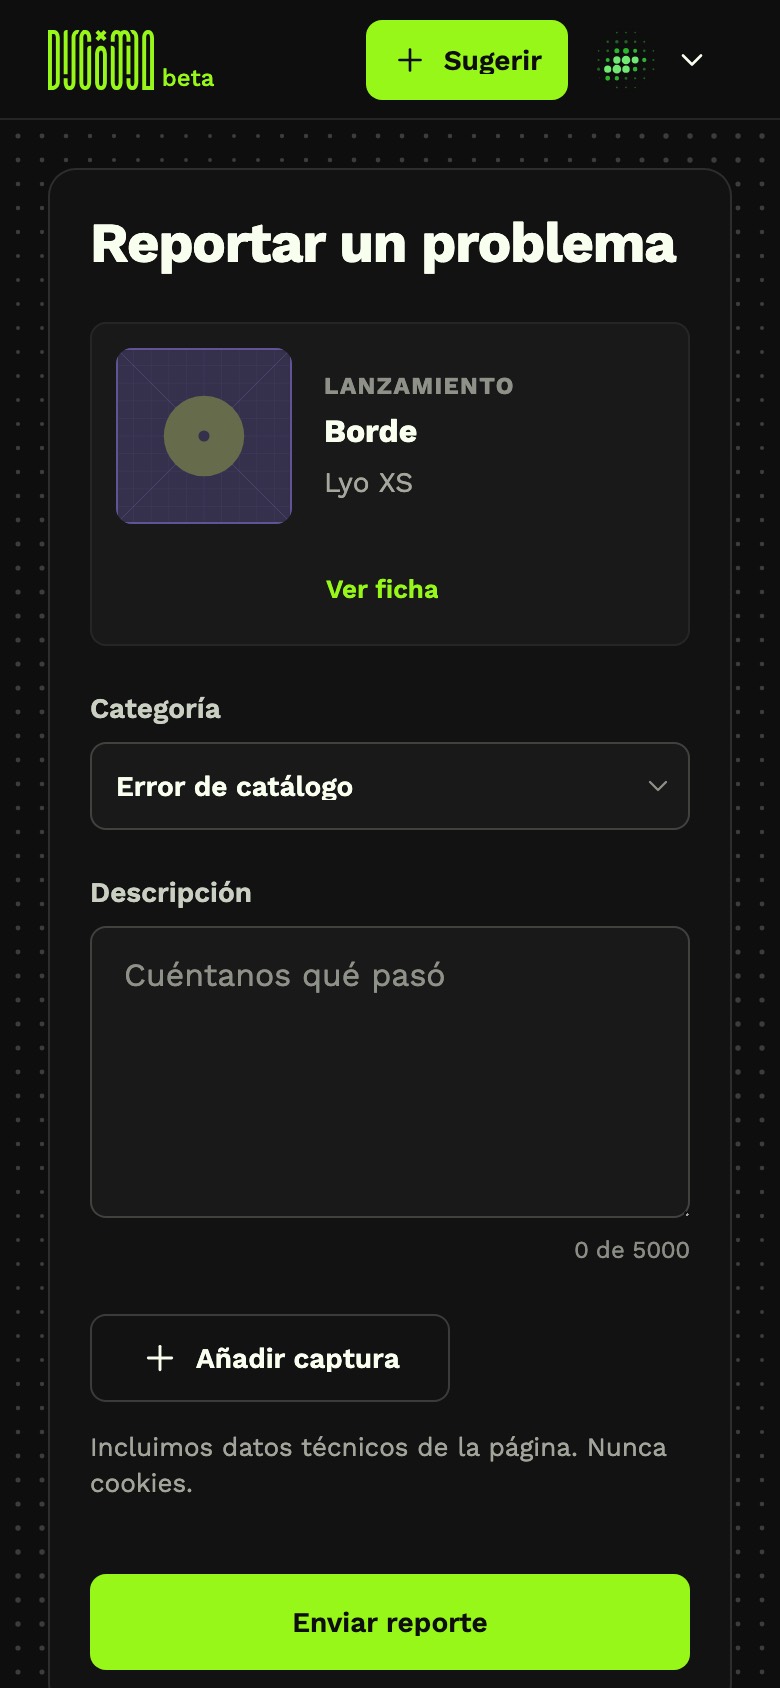 beta
Sugerir
Reportar un problema
LANZAMIENTO
Borde
Lyo XS
Ver ficha
Categoría
Error de catálogo
Descripción
Cuéntanos qué pasó
0 de 5000
Añadir captura
Incluimos datos técnicos de la página. Nunca
cookies.
Enviar reporte